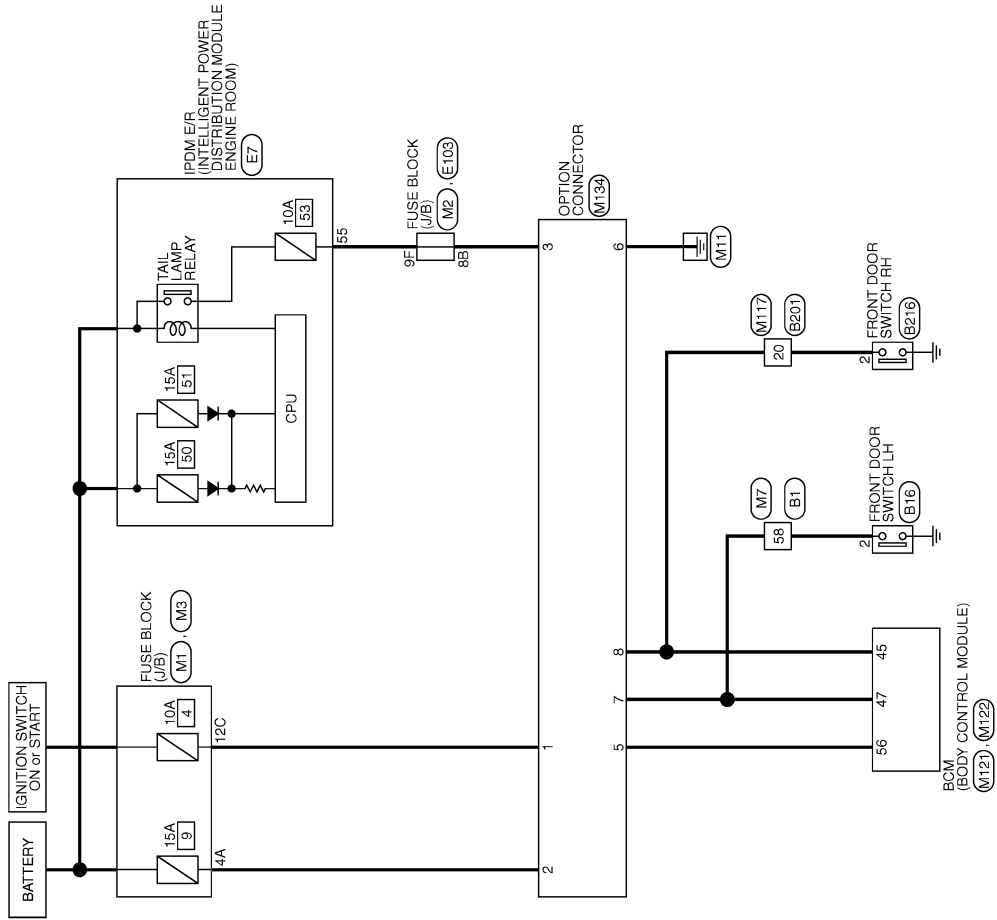 IPDM E/R
(INTELLIGENT POWER
DISTRIBUTION MODULE
ENGINE ROOM)
E7
TAIL
LAMP
RELAY
10A
53
15A
51
15A
50
CPU
55
FUSE BLOCK
(J/B)
M2 , E103
9F
8B
OPTION
CONNECTOR
M134
3
6
M11
IGNITION SWITCH
ON or START
BATTERY
FUSE BLOCK
(J/B)
M1 , M3
10A
4
12C
15A
9
4A
1
2
8
7
5
M117
20
B201
FRONT DOOR
SWITCH RH
B216
2
M7
58
B1
FRONT DOOR
SWITCH LH
B16
2
45
47
56
BCM
(BODY CONTROL MODULE)
M121 , M122